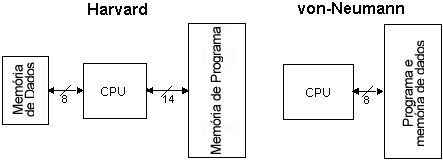 Harvard
von-Neumann
Memória
de Dados
8
CPU
14
Memória de Programa
CPU
8
Programa e
memória de dados